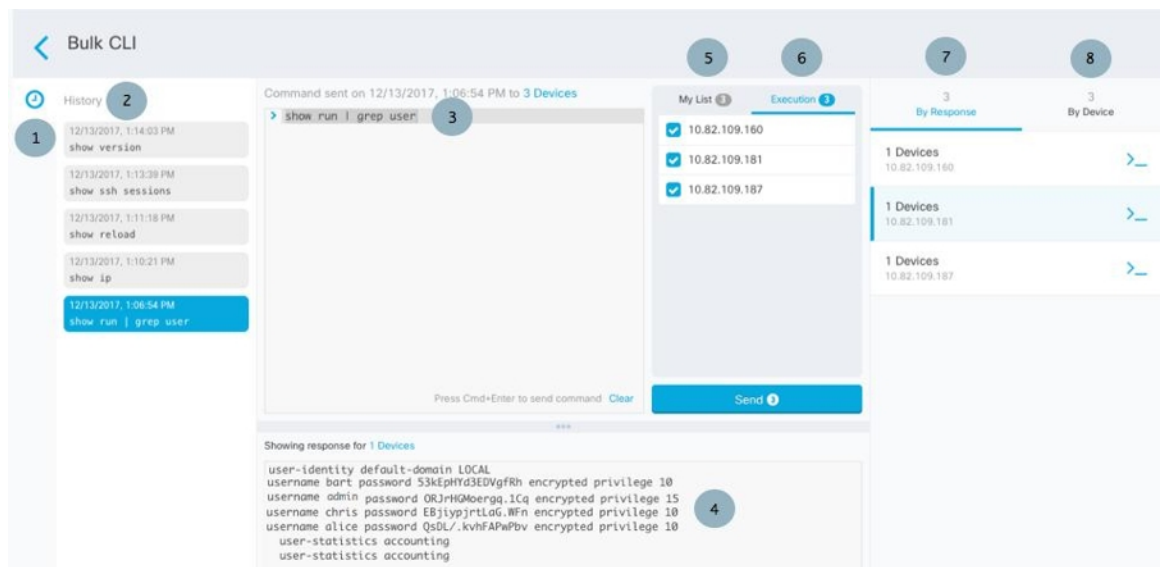 Bulk CLI
5
6
7
8
1
History
2
12/13/2017, 1:14:03 PM
show version
12/13/2017, 1:13:39 PM
show ssh sessions
12/13/2017, 1:11:18 PM
show reload
12/13/2017, 1:10:21 PM
show ip
12/13/2017, 1:06:54 PM
show run | grep user
Command sent on 12/13/2017, 1:06:54 PM to 3 Devices
> show run | grep user
3
Press Cmd+Enter to send command Clear
My List 3
Execution 3
10.82.109.160
10.82.109.181
10.82.109.187
Send 3
3
By Response
3
By Device
1 Devices
10.82.109.160
>_
1 Devices
10.82.109.181
>_
1 Devices
10.82.109.187
>_
Showing response for 1 Devices
user-identity default-domain LOCAL
username bart password S3kEpHYd3EDVgfRh encrypted privilege 10
username admin password ORJrHGMoergq.1Cq encrypted privilege 15
username chris password EBjiypjrtLaG.WFn encrypted privilege 10
username alice password QsDL/.kvhFAPwPbv encrypted privilege 10
user-statistics accounting
user-statistics accounting
4